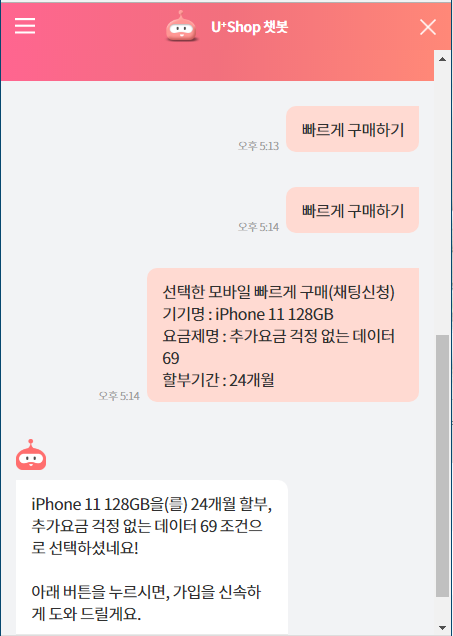 U+Shop 챗봇
빠르게 구매하기
오후 5:13
빠르게 구매하기
오후 5:14
선택한 모바일 빠르게 구매(채팅신청)
기기명 : iPhone 11 128GB
요금제명 : 추가요금 걱정 없는 데이터
69
할부기간 : 24개월
오후 5:14
iPhone 11 128GB을(를) 24개월 할부,
추가요금 걱정 없는 데이터 69 조건으
로 선택하셨네요!
아래 버튼을 누르시면, 가입을 신속하
게 도와 드릴게요.